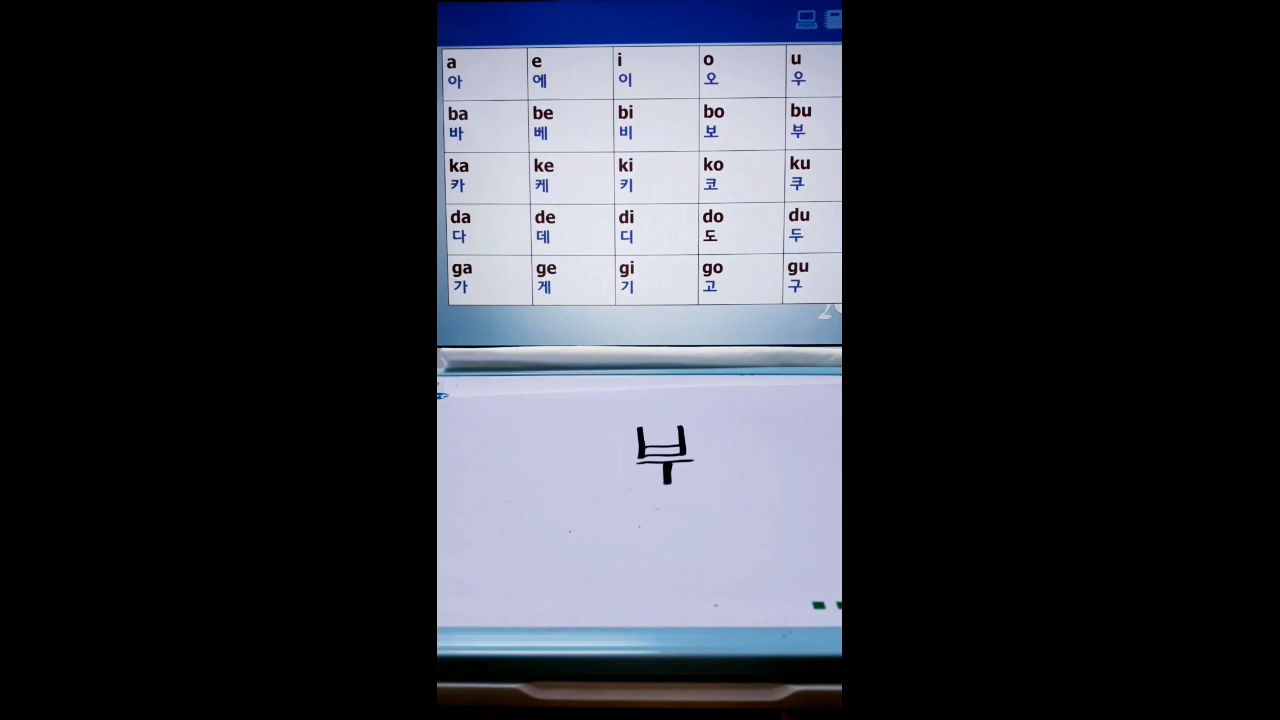 a e i o u
아 에 이 오 우
ba be bi bo bu
바 베 비 보 부
ka ke ki ko ku
카 케 키 코 쿠
da de di do du
다 데 디 도 두
ga ge gi go gu
가 게 기 고 구
부